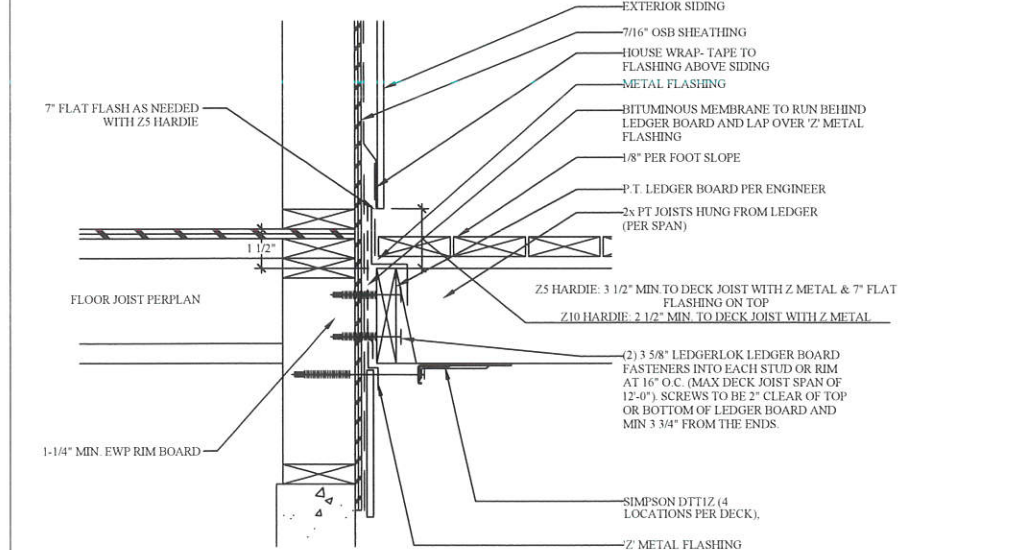 EXTERIOR SIDING
7/16" OSB SHEATHING
HOUSE WRAP- TAPE TO
FLASHING ABOVE SIDING
METAL FLASHING
7" FLAT FLASH AS NEEDED
WITH Z5 HARDIE
BITUMINOUS MEMBRANE TO RUN BEHIND
LEDGER BOARD AND LAP OVER 'Z' METAL
FLASHING
1/8" PER FOOT SLOPE
P.T. LEDGER BOARD PER ENGINEER
2x PT JOISTS HUNG FROM LEDGER
(PER SPAN)
1 1/2"
FLOOR JOIST PERPLAN
Z5 HARDIE: 3 1/2" MIN.TO DECK JOIST WITH Z METAL & 7" FLAT
FLASHING ON TOP
Z10 HARDIE: 2 1/2" MIN. TO DECK JOIST WITH Z METAL
(2) 3 5/8" LEDGERLOK LEDGER BOARD
FASTENERS INTO EACH STUD OR RIM
AT 16" O.C. (MAX DECK JOIST SPAN OF
12'-0"). SCREWS TO BE 2" CLEAR OF TOP
OR BOTTOM OF LEDGER BOARD AND
MIN 3 3/4" FROM THE ENDS.
1-1/4" MIN. EWP RIM BOARD
SIMPSON DTT1Z (4
LOCATIONS PER DECK),
'Z' METAL FLASHING